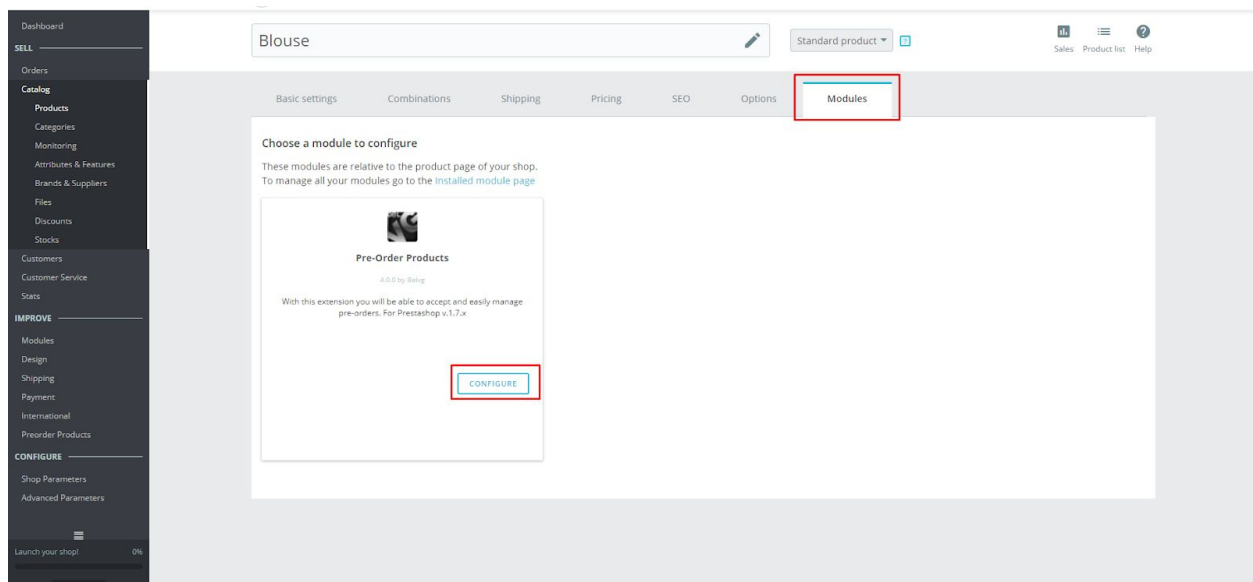 Dashboard
SELL
Orders
Catalog
Products
Categories
Monitoring
Attributes & Features
Brands & Suppliers
Files
Discounts
Stocks
Customers
Customer Service
Stats
IMPROVE
Modules
Design
Shipping
Payment
International
Preorder Products
CONFIGURE
Shop Parameters
Advanced Parameters
Launch your shop! 0%
Blouse
Standard product
?
Sales Product list Help
Basic settings Combinations Shipping Pricing SEO Options Modules
Choose a module to configure
These modules are relative to the product page of your shop.
To manage all your modules go to the Installed module page
Pre-Order Products
4.0.0 by Belvg
With this extension you will be able to accept and easily manage
pre-orders. For Prestashop v.1.7.x
CONFIGURE